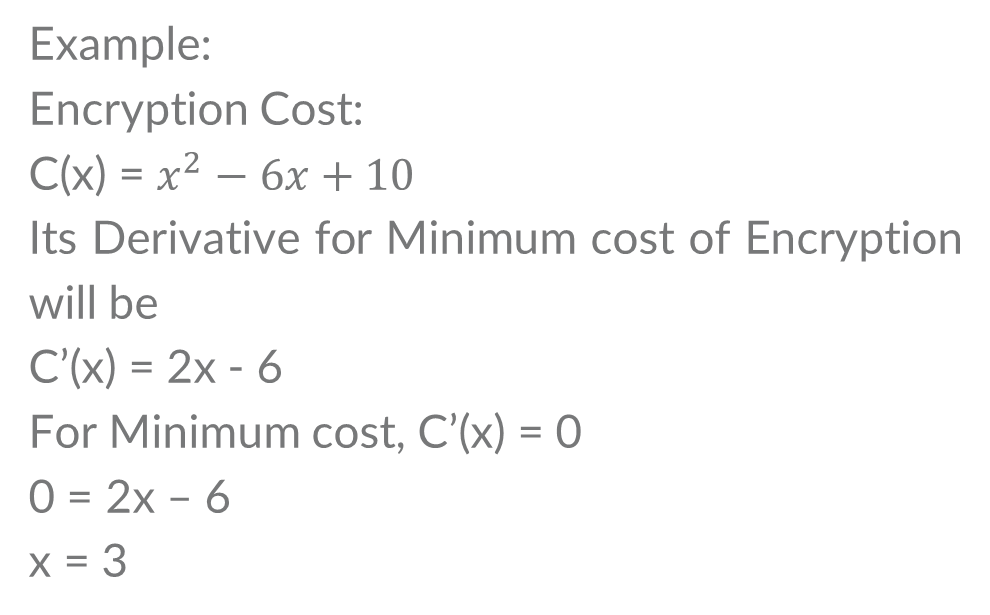 Example:
Encryption Cost:
C(x) = x² − 6x + 10
Its Derivative for Minimum cost of Encryption
will be
C’(x) = 2x - 6
For Minimum cost, C’(x) = 0
0 = 2x – 6
x = 3